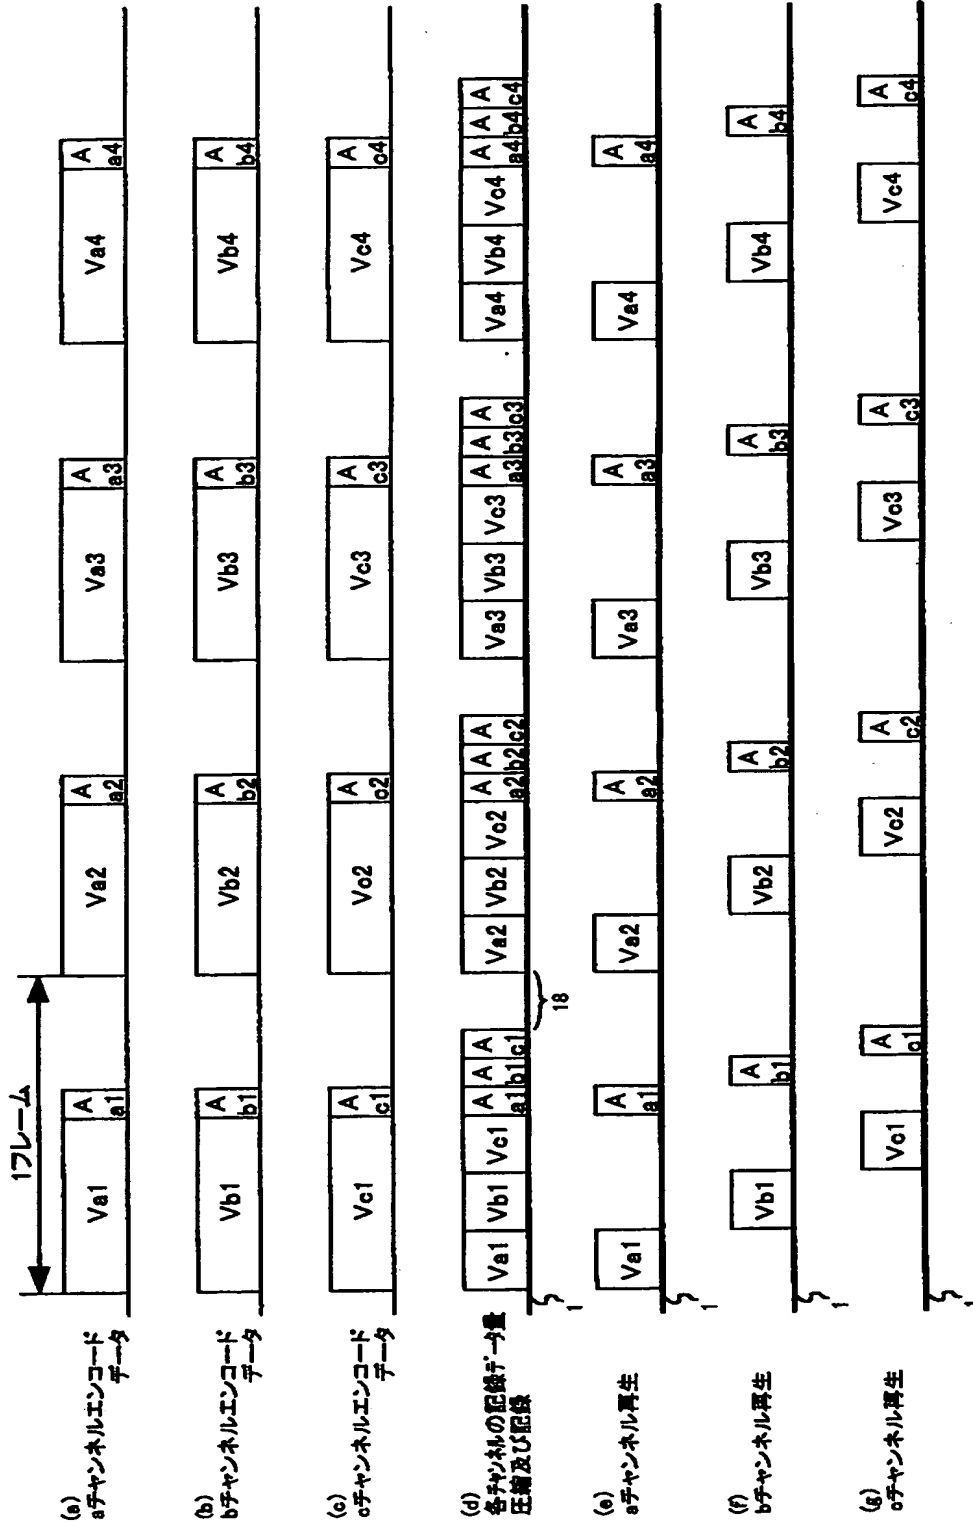 1フレーム
(a)
aチャンネルエンコード
データ
Va1
A
a1
Va2
A
a2
Va3
A
a3
Va4
A
a4
(b)
bチャンネルエンコード
データ
Vb1
A
b1
Vb2
A
b2
Vb3
A
b3
Vb4
A
b4
(c)
cチャンネルエンコード
データ
Vc1
A
c1
Vc2
A
c2
Vc3
A
c3
Vc4
A
c4
(d)
各チャンネルの記録データ量
圧縮及び記録
Va1
Vb1
Vc1
A
a1
A
b1
A
c1
18
Va2
Vb2
Vc2
A
a2
A
b2
A
c2
Va3
Vb3
Vc3
A
a3
A
b3
A
c3
Va4
Vb4
Vc4
A
a4
A
b4
A
c4
1
(e)
aチャンネル再生
Va1
A
a1
Va2
A
a2
Va3
A
a3
Va4
A
a4
1
(f)
bチャンネル再生
Vb1
A
b1
Vb2
A
b2
Vb3
A
b3
Vb4
A
b4
1
(g)
cチャンネル再生
Vc1
A
c1
Vc2
A
c2
Vc3
A
c3
Vc4
A
c4
1